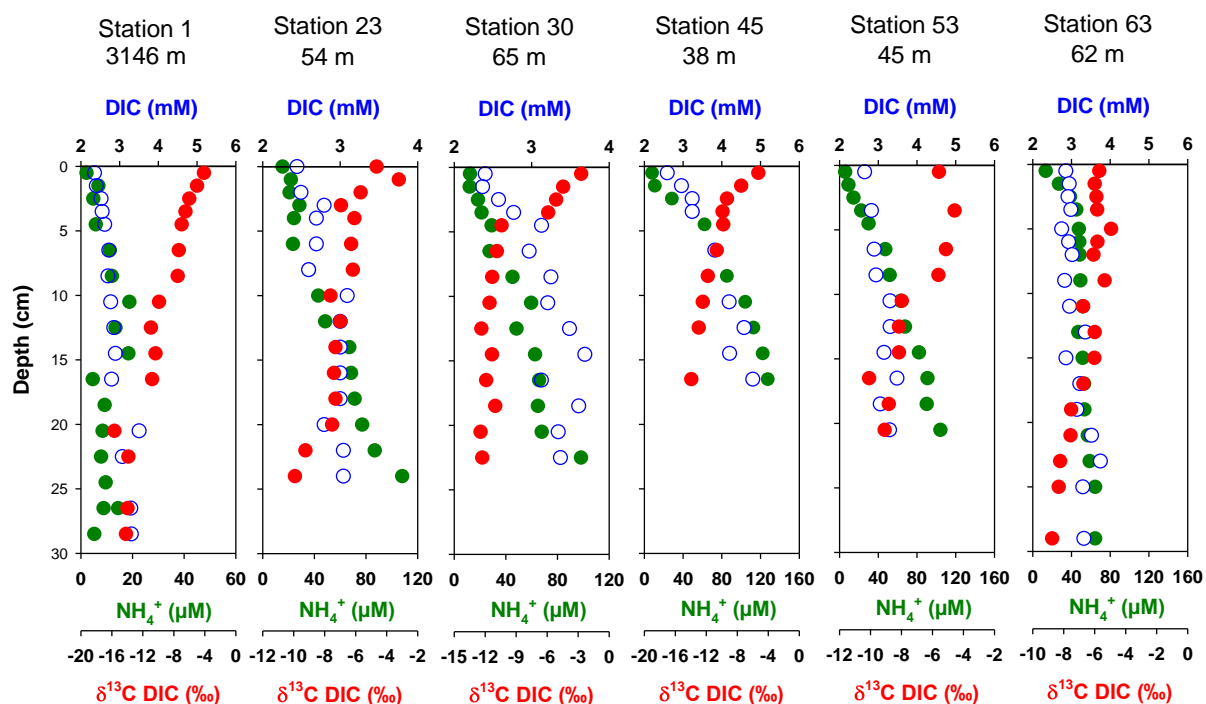 Station 1 Station 23 Station 30 Station 45 Station 53 Station 63
3146 m 54 m 65 m 38 m 45 m 62 m
DIC (mM) DIC (mM) DIC (mM) DIC (mM) DIC (mM) DIC (mM)
2 3 4 5 6 2 3 4 2 3 4 2 3 4 5 6 2 3 4 5 6 2 3 4 5 6
0
5
10
15
20
25
30
Depth (cm)
0 20 40 60 0 40 80 120 0 40 80 120 160 0 40 80 120 160 0 40 80 120 160 0 40 80 120 160
NH₄⁺ (µM) NH₄⁺ (µM) NH₄⁺ (µM) NH₄⁺ (µM) NH₄⁺ (µM) NH₄⁺ (µM)
-20 -16 -12 -8 -4 0 -12 -10 -8 -6 -4 -2 -15 -12 -9 -6 -3 0 -10 -8 -6 -4 -2 0 -10 -8 -6 -4 -2 0 -10 -8 -6 -4 -2 0
δ¹³C DIC (‰) δ¹³C DIC (‰) δ¹³C DIC (‰) δ¹³C DIC (‰) δ¹³C DIC (‰) δ¹³C DIC (‰)